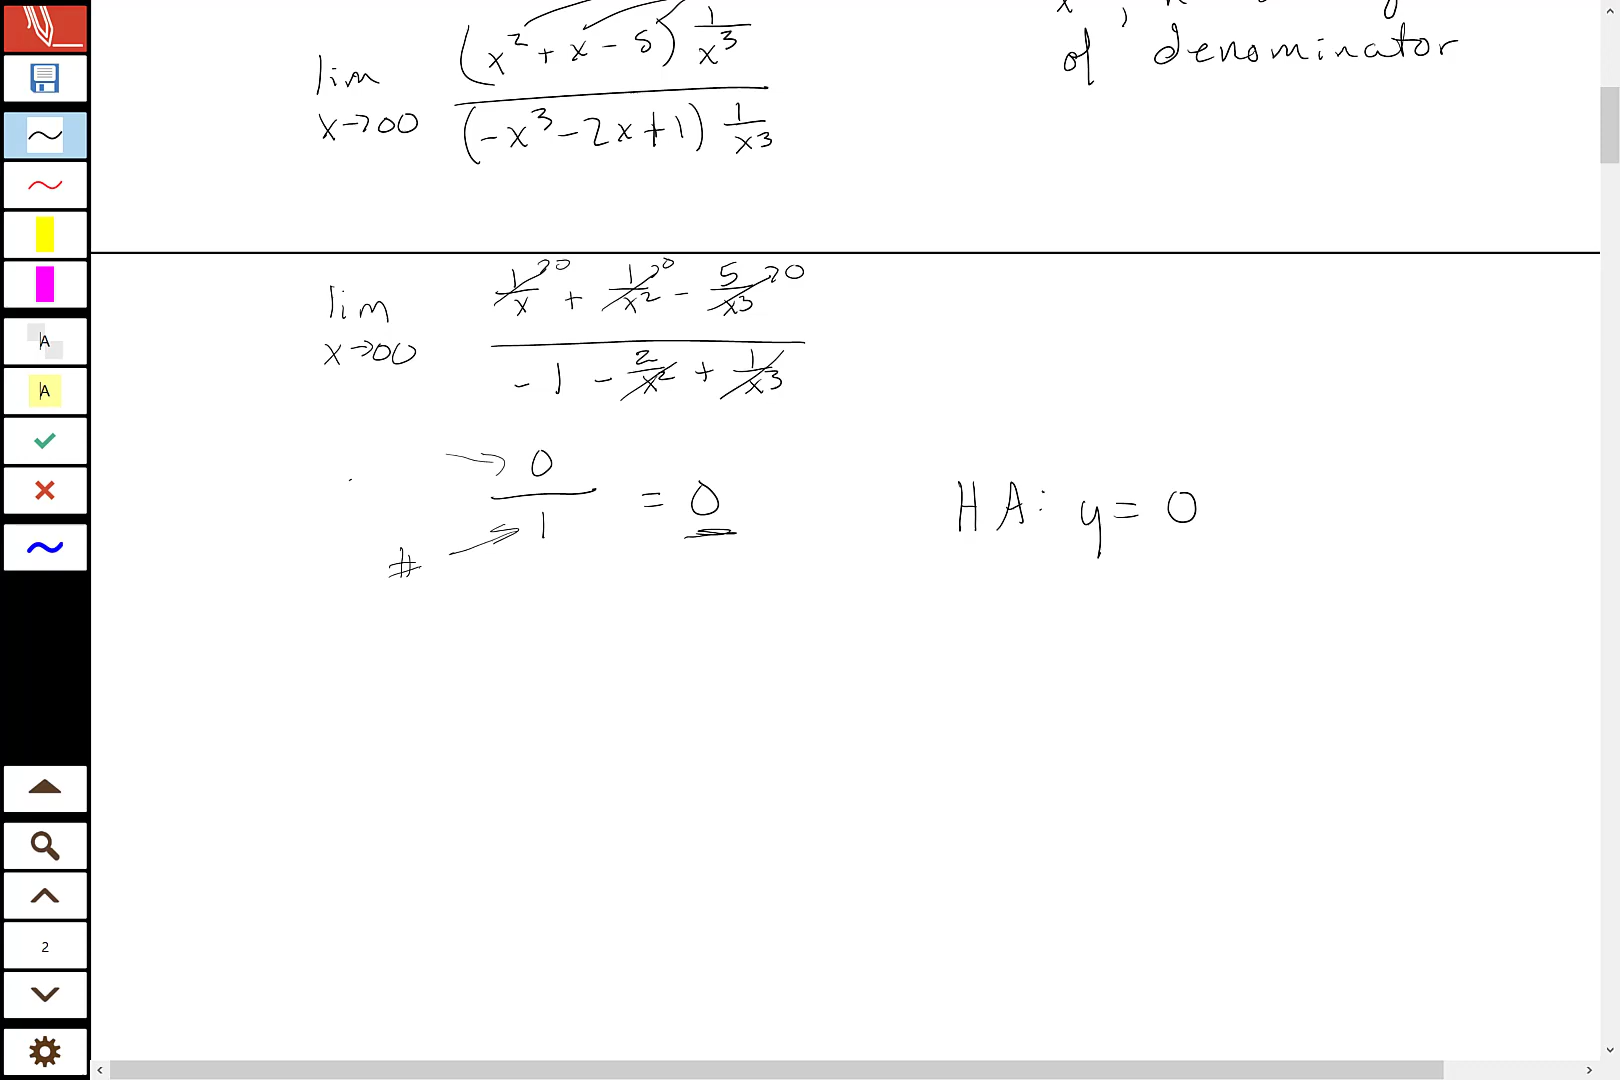 of denominator
lim x→∞ (x² + x - 5) 1/x³
(-x³ - 2x + 1) 1/x³
lim x→∞ 1/x →0 + 1/x² →0 - 5/x³ →0
-1 - 2/x² + 1/x³
→ 0
# → 1
= 0
HA: y = 0
A
A
2